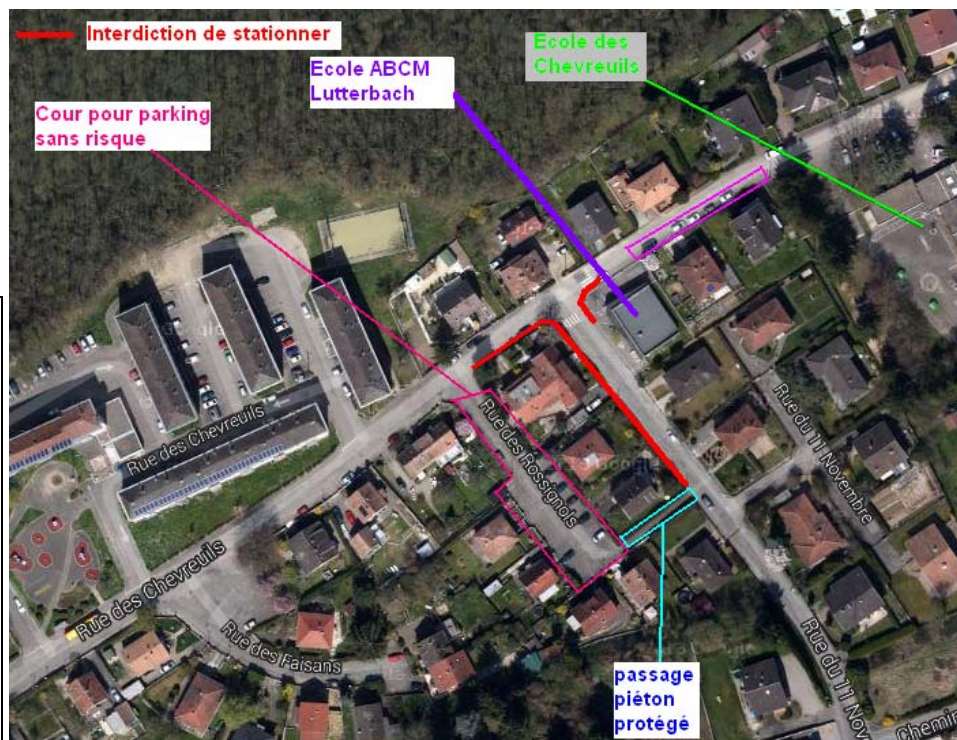 Interdiction de stationner
Ecole des
Chevreuils
Ecole ABCM
Lutterbach
Cour pour parking
sans risque
Rue des Chevreuils
Rue des Rossignols
Rue du 11 Novembre
Rue des Chevreuils
Rue des Faisans
passage
piéton
protégé
Rue du 11 Nov
Chemin